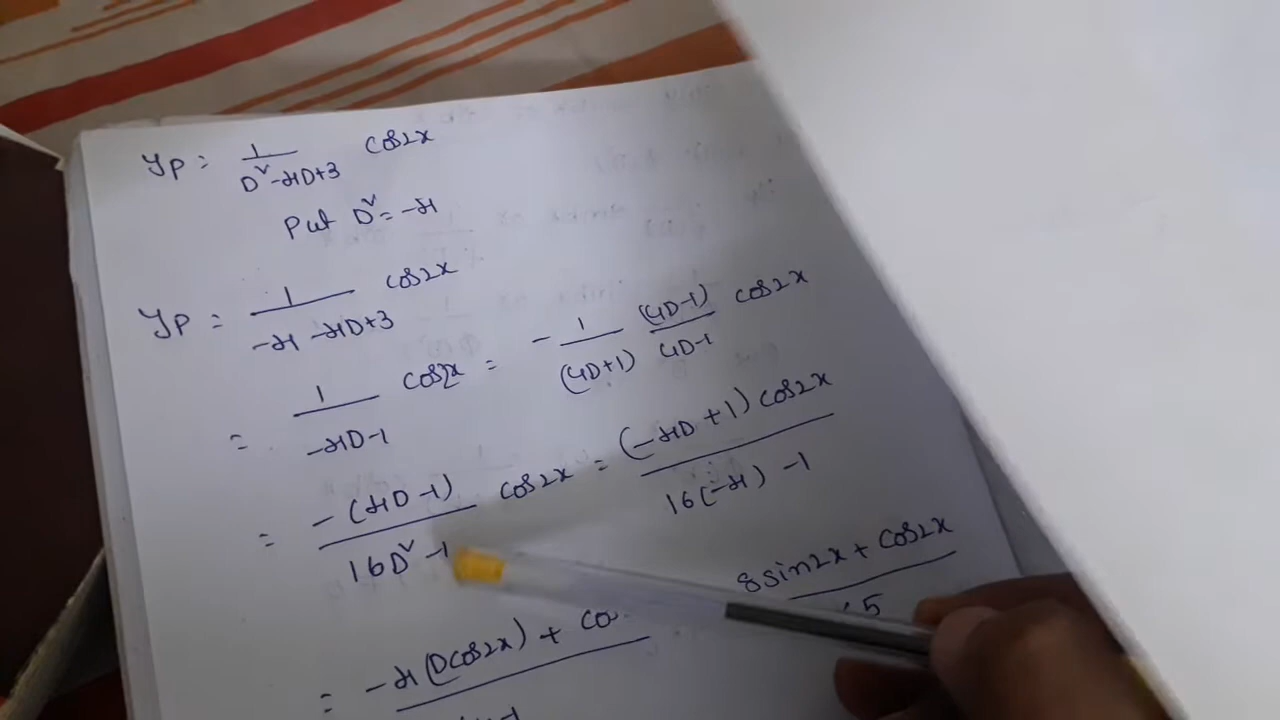 yp = 1/(D² - 4D + 3) cos2x
Put D² = -4
yp = 1/(-4 - 4D + 3) cos2x
= 1/(-4D - 1) cos2x = - 1/(4D+1) (4D-1)/(4D-1) cos2x
= -(4D - 1)/(16D² - 1) cos2x = (-4D + 1) cos2x/(16(-4) - 1)
= -4(Dcos2x) + 8sin2x + cos2x